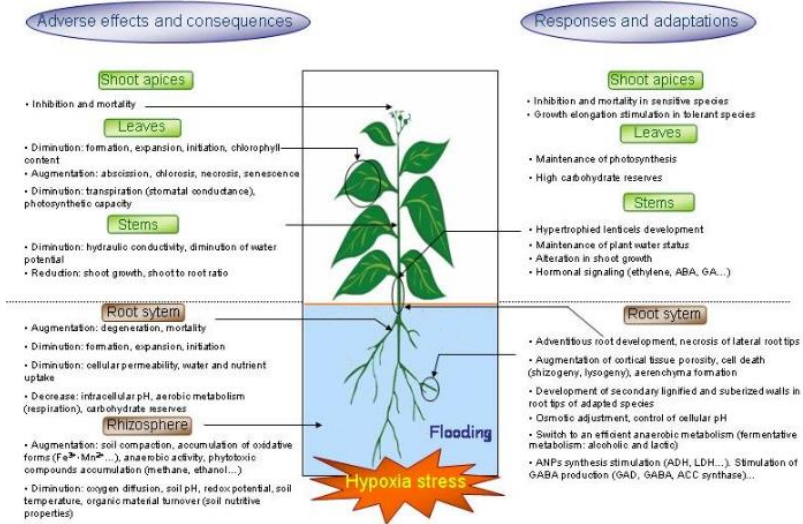 Adverse effects and consequences
Shoot apices
• Inhibition and mortality
Leaves
• Diminution: formation, expansion, initiation, chlorophyll
content
• Augmentation: abscission, chlorosis, necrosis, senescence
• Diminution: transpiration (stomatal conductance),
photosynthetic capacity
Stems
• Diminution: hydraulic conductivity, diminution of water
potential
• Reduction: shoot growth, shoot to root ratio
Root sytem
• Augmentation: degeneration, mortality
• Diminution: formation, expansion, initiation
• Diminution: cellular permeability, water and nutrient
uptake
• Decrease: intracellular pH, aerobic metabolism
(respiration), carbohydrate reserves
Rhizosphere
• Augmentation: soil compaction, accumulation of oxidative
forms (Fe³⁺·Mn²⁺...), anaerobic activity, phytotoxic
compounds accumulation (methane, ethanol...)
• Diminution: oxygen diffusion, soil pH, redox potential, soil
temperature, organic material turnover (soil nutritive
properties)
Flooding
Hypoxia stress
Responses and adaptations
Shoot apices
• Inhibition and mortality in sensitive species
• Growth elongation stimulation in tolerant species
Leaves
• Maintenance of photosynthesis
• High carbohydrate reserves
Stems
• Hypertrophied lenticels development
• Maintenance of plant water status
• Alteration in shoot growth
• Hormonal signaling (ethylene, ABA, GA...)
Root sytem
• Adventitious root development, necrosis of lateral root tips
• Augmentation of cortical tissue porosity, cell death
(shizogeny, lysogeny), aerenchyma formation
• Development of secondary lignified and suberized walls in
root tips of adapted species
• Osmotic adjustment, control of cellular pH
• Switch to an efficient anaerobic metabolism (fermentative
metabolism: alcoholic and lactic)
• ANPs synthesis stimulation (ADH, LDH...). Stimulation of
GABA production (GAD, GABA, ACC synthase)...